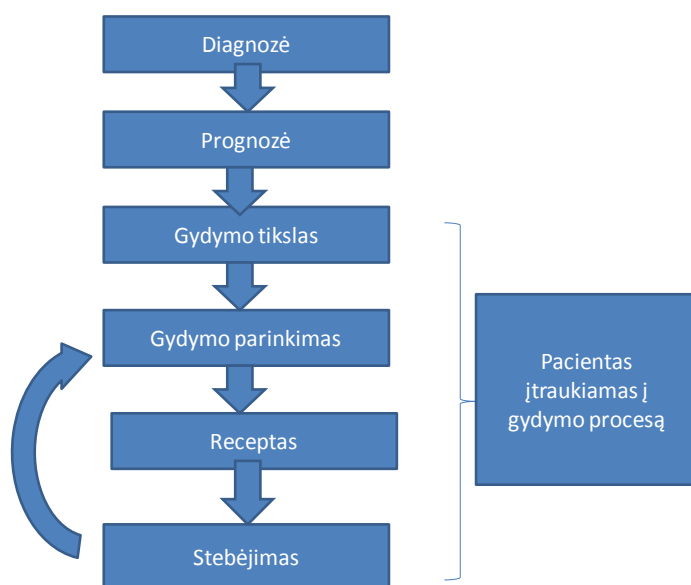 Diagnozė
Prognozė
Gydymo tikslas
Gydymo parinkimas
Receptas
Stebėjimas
Pacientas
įtraukiamas į
gydymo procesą